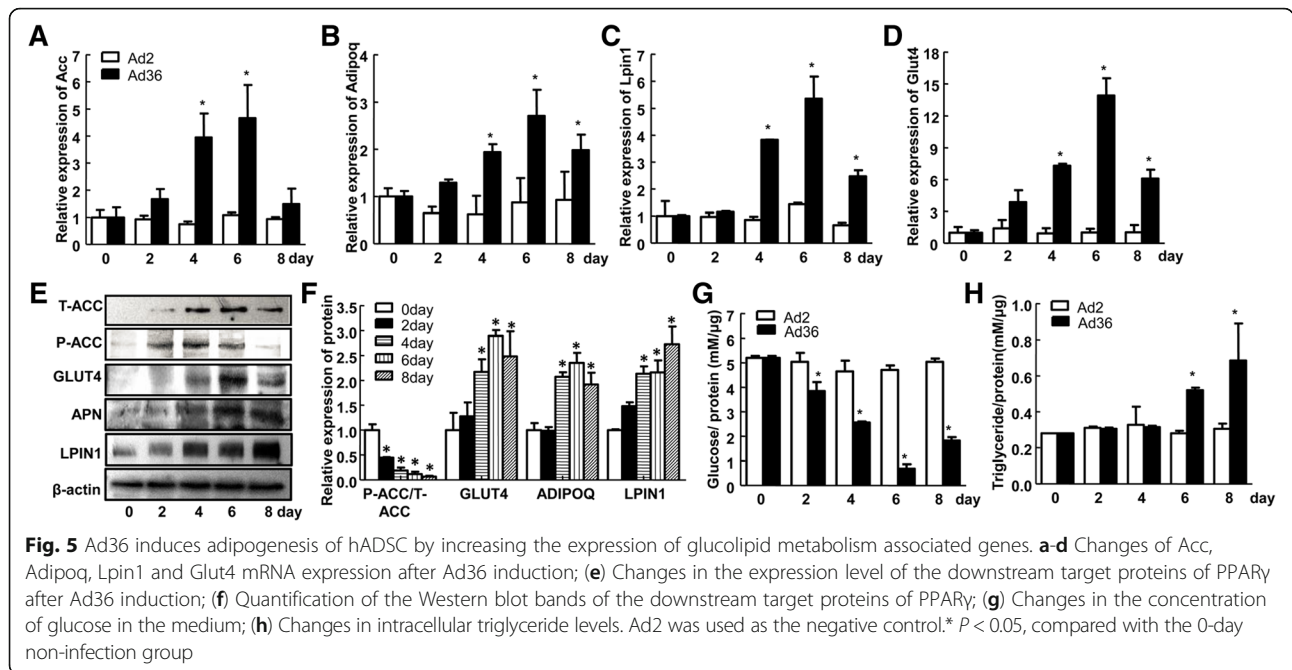 A
Relative expression of Acc
7
6
5
4
3
2
1
0
Ad2
Ad36
*
*
0 2 4 6 8 day
B
Relative expression of Adipoq
4
3
2
1
0
*
*
*
0 2 4 6 8 day
C
Relative expression of Lpin1
7
6
5
4
3
2
1
0
*
*
*
0 2 4 6 8 day
D
Relative expression of Glut4
18
15
12
9
6
3
0
*
*
*
0 2 4 6 8 day
E
T-ACC
P-ACC
GLUT4
APN
LPIN1
β-actin
0 2 4 6 8 day
F
Relative expression of protein
3.5
3.0
2.5
2.0
1.5
1.0
0.5
0.0
0day
2day
4day
6day
8day
* * * *
* * *
* * *
* * *
P-ACC/T-
ACC
GLUT4 ADIPOQ LPIN1
G
Glucose/ protein (mM/µg)
7
6
5
4
3
2
1
0
Ad2
Ad36
*
*
*
*
0 2 4 6 8 day
H
Triglyceride/protein(mM/µg)
1.0
0.8
0.6
0.4
0.2
0.0
Ad2
Ad36
*
*
0 2 4 6 8 day
Fig. 5 Ad36 induces adipogenesis of hADSC by increasing the expression of glucolipid metabolism associated genes. a-d Changes of Acc,
Adipoq, Lpin1 and Glut4 mRNA expression after Ad36 induction; (e) Changes in the expression level of the downstream target proteins of PPARγ
after Ad36 induction; (f) Quantification of the Western blot bands of the downstream target proteins of PPARγ; (g) Changes in the concentration
of glucose in the medium; (h) Changes in intracellular triglyceride levels. Ad2 was used as the negative control.* P < 0.05, compared with the 0-day
non-infection group